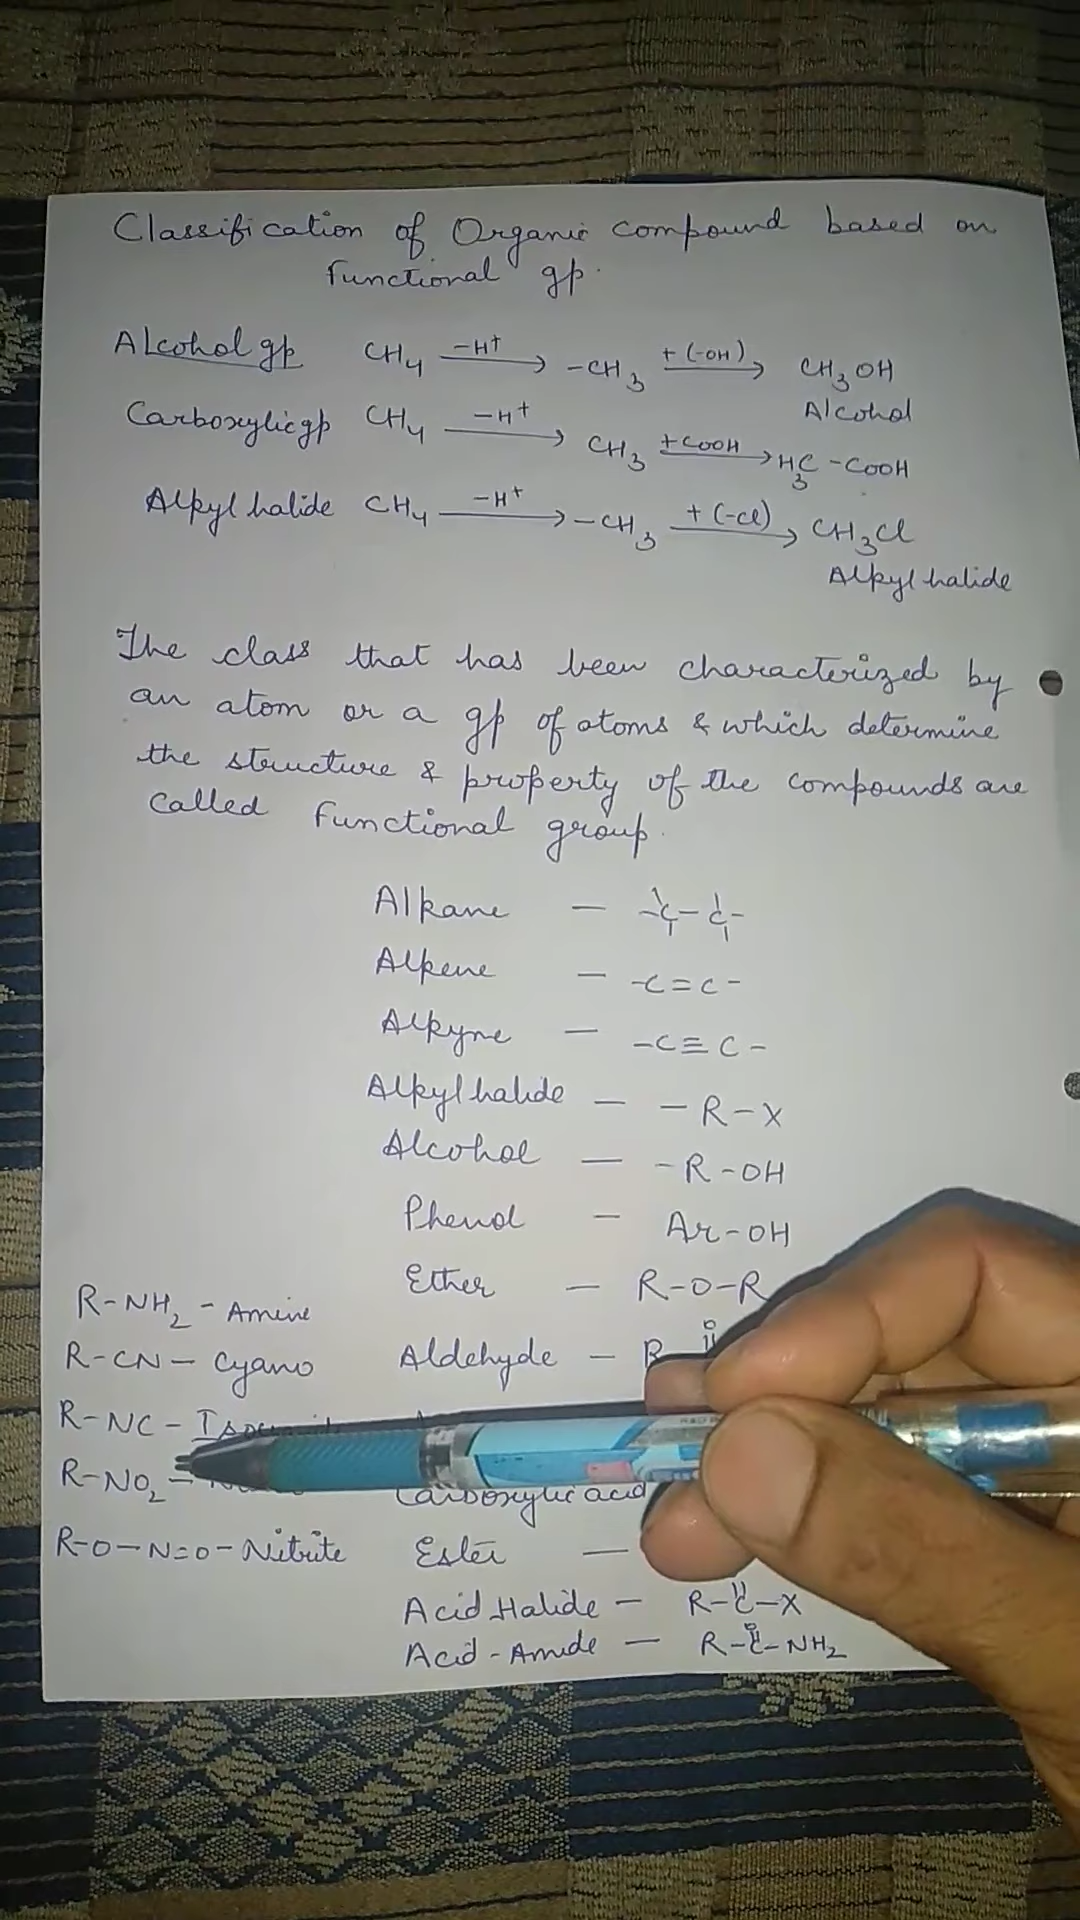 Classification of Organic compound based on
functional gp.
Alcohol gp CH4 —-H+→ -CH3 +(-OH)→ CH3OH
Alcohol
Carboxylic gp CH4 —-H+→ CH3 +COOH→ H3C-COOH
Alkyl halide CH4 —-H+→ -CH3 +(-Cl)→ CH3Cl
Alkyl halide
The class that has been characterized by
an atom or a gp of atoms & which determine
the structure & property of the compounds are
called functional group.
Alkane — -C-C-
Alkene — -C=C-
Alkyne — -C≡C-
Alkyl halide — -R-X
Alcohol — -R-OH
Phenol — Ar-OH
Ether — R-O-R
Aldehyde — R
Carboxylic acid
Ester —
Acid Halide — R-C-X
Acid-Amide — R-C-NH2
R-NH2 - Amine
R-CN - Cyano
R-NC -
R-NO2 -
R-O-N=O- Nitrite